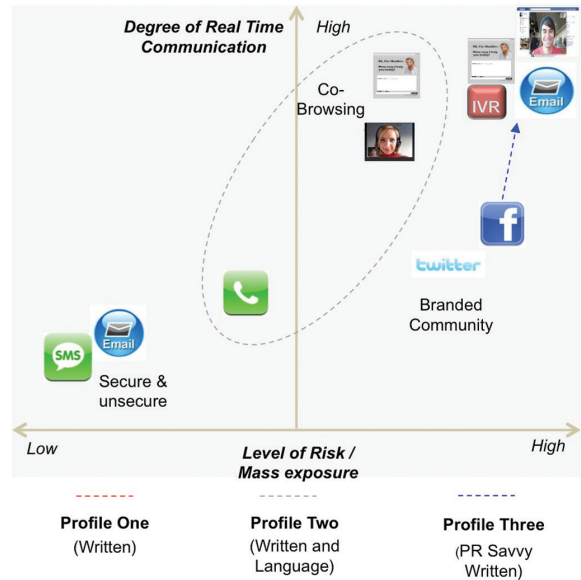 Degree of Real Time
Communication
High
Co-
Browsing
IVR
Email
twitter
Branded
Community
SMS
Email
Secure &
unsecure
Low
Level of Risk /
Mass exposure
High
Profile One
(Written)
Profile Two
(Written and
Language)
Profile Three
(PR Savvy
Written)